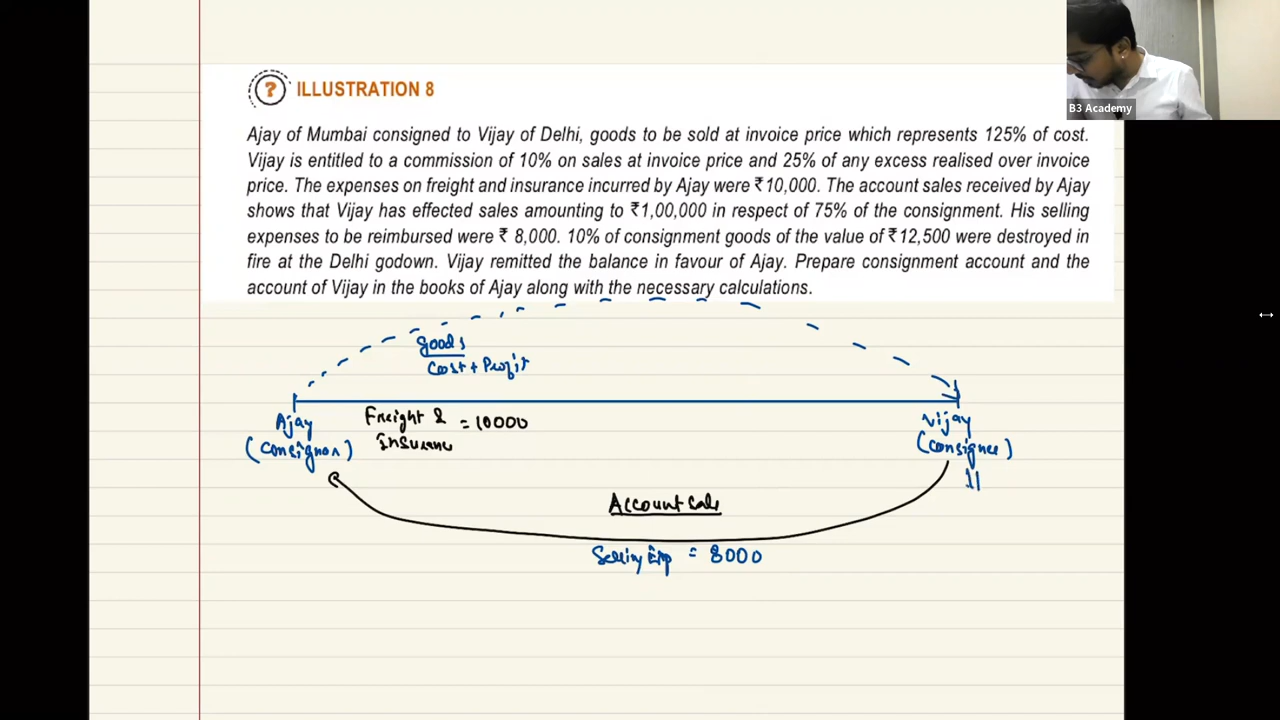 B3 Academy
? ILLUSTRATION 8
Ajay of Mumbai consigned to Vijay of Delhi, goods to be sold at invoice price which represents 125% of cost.
Vijay is entitled to a commission of 10% on sales at invoice price and 25% of any excess realised over invoice
price. The expenses on freight and insurance incurred by Ajay were ₹10,000. The account sales received by Ajay
shows that Vijay has effected sales amounting to ₹1,00,000 in respect of 75% of the consignment. His selling
expenses to be reimbursed were ₹ 8,000. 10% of consignment goods of the value of ₹12,500 were destroyed in
fire at the Delhi godown. Vijay remitted the balance in favour of Ajay. Prepare consignment account and the
account of Vijay in the books of Ajay along with the necessary calculations.
Goods
Cost + Profit
Ajay
(Consignor)
Freight &
Insurance
= 10000
Vijay
(Consignee)
Account Sale
Selling Exp = 8000